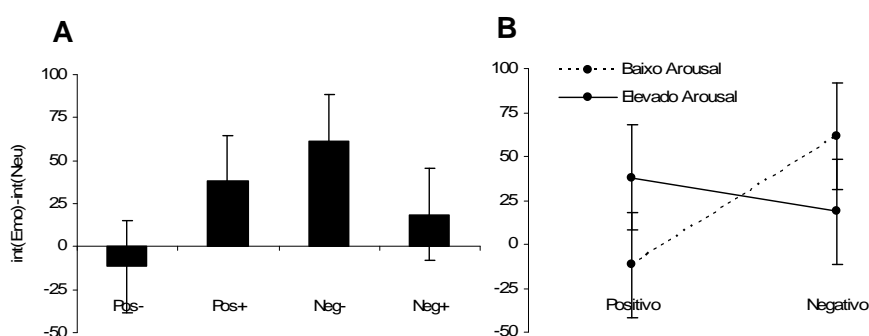 A
int(Emo)-int(Neu)
100
75
50
25
0
-25
-50
Pos-
Pos+
Neg-
Neg+
B
Baixo Arousal
Elevado Arousal
100
75
50
25
0
-25
-50
Positivo
Negativo